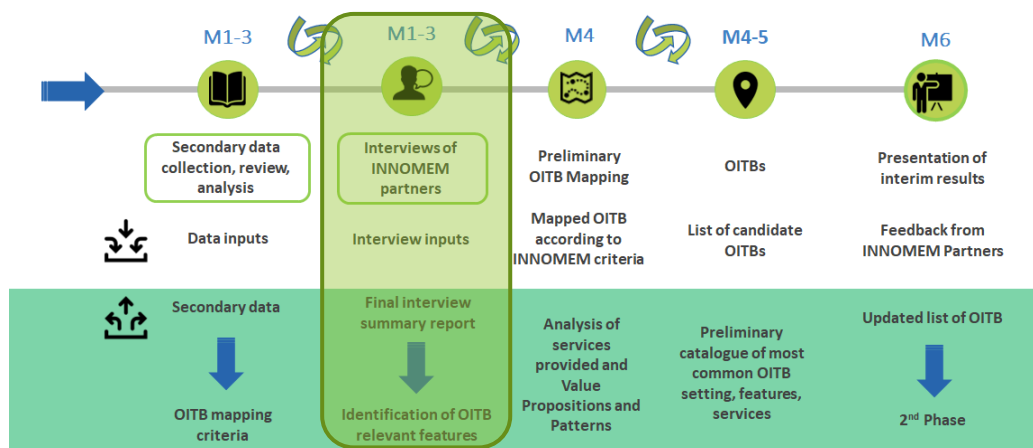 M1-3
M1-3
M4
M4-5
M6
Secondary data
collection, review,
analysis
Interviews of
INNOMEM
partners
Preliminary
OITB Mapping
OITBs
Presentation of
interim results
Data inputs
Interview inputs
Mapped OITB
according to
INNOMEM criteria
List of candidate
OITBs
Feedback from
INNOMEM Partners
Secondary data
Final interview
summary report
Analysis of
services
provided and
Value
Propositions and
Patterns
Preliminary
catalogue of most
common OITB
setting, features,
services
Updated list of OITB
OITB mapping
criteria
Identification of OITB
relevant features
2nd Phase